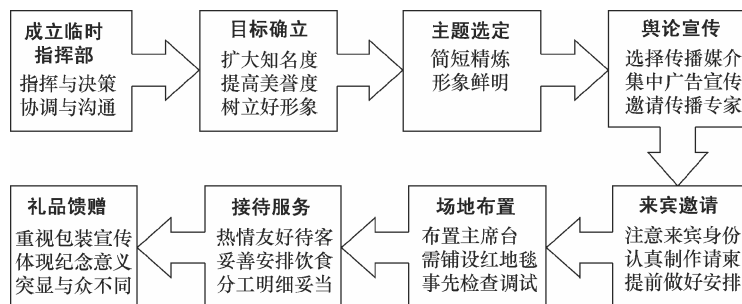 成立临时
指挥部
指挥与决策
协调与沟通
目标确立
扩大知名度
提高美誉度
树立好形象
主题选定
简短精炼
形象鲜明
舆论宣传
选择传播媒介
集中广告宣传
邀请传播专家
来宾邀请
注意来宾身份
认真制作请柬
提前做好安排
场地布置
布置主席台
需铺设红地毯
事先检查调试
接待服务
热情友好待客
妥善安排饮食
分工明细妥当
礼品馈赠
重视包装宣传
体现纪念意义
突显与众不同